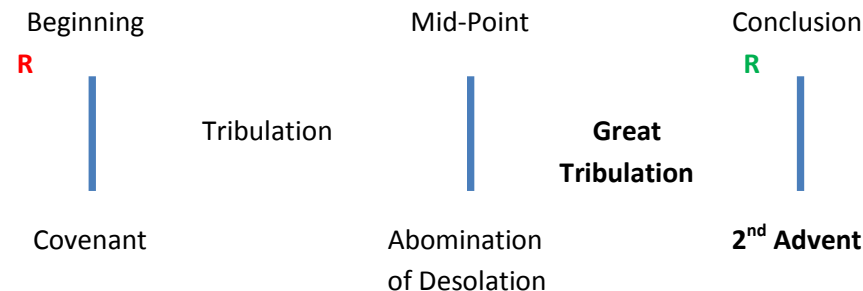 Beginning Mid-Point Conclusion
R R
Tribulation Great
Tribulation
Covenant Abomination 2nd Advent
of Desolation